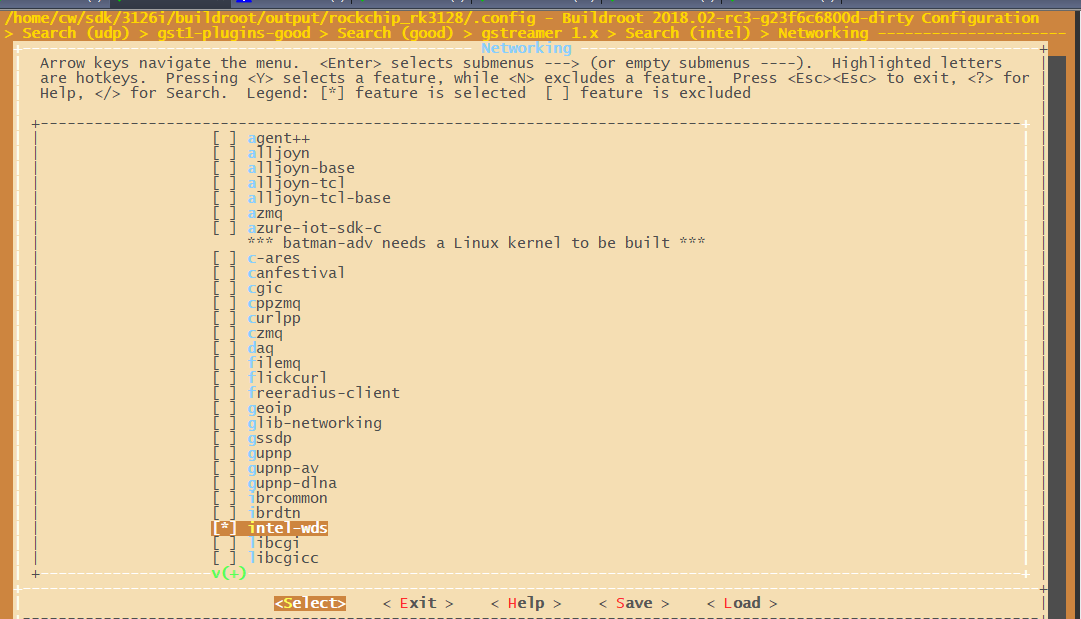 /home/cw/sdk/3126i/buildroot/output/rockchip_rk3128/.config - Buildroot 2018.02-rc3-g23f6c6800d-dirty Configuration
> Search (udp) > gst1-plugins-good > Search (good) > gstreamer 1.x > Search (intel) > Networking
Networking
Arrow keys navigate the menu.  <Enter> selects submenus ---> (or empty submenus ----).  Highlighted letters
are hotkeys.  Pressing <Y> selects a feature, while <N> excludes a feature.  Press <Esc><Esc> to exit, <?> for
Help, </> for Search.  Legend: [*] feature is selected  [ ] feature is excluded
[ ] agent++
[ ] alljoyn
[ ] alljoyn-base
[ ] alljoyn-tcl
[ ] alljoyn-tcl-base
[ ] azmq
[ ] azure-iot-sdk-c
*** batman-adv needs a Linux kernel to be built ***
[ ] c-ares
[ ] canfestival
[ ] cgic
[ ] cppzmq
[ ] curlpp
[ ] czmq
[ ] daq
[ ] filemq
[ ] flickcurl
[ ] freeradius-client
[ ] geoip
[ ] glib-networking
[ ] gssdp
[ ] gupnp
[ ] gupnp-av
[ ] gupnp-dlna
[ ] ibrcommon
[ ] ibrdtn
[*] intel-wds
[ ] libcgi
[ ] libcgicc
v(+)
<Select>    < Exit >    < Help >    < Save >    < Load >